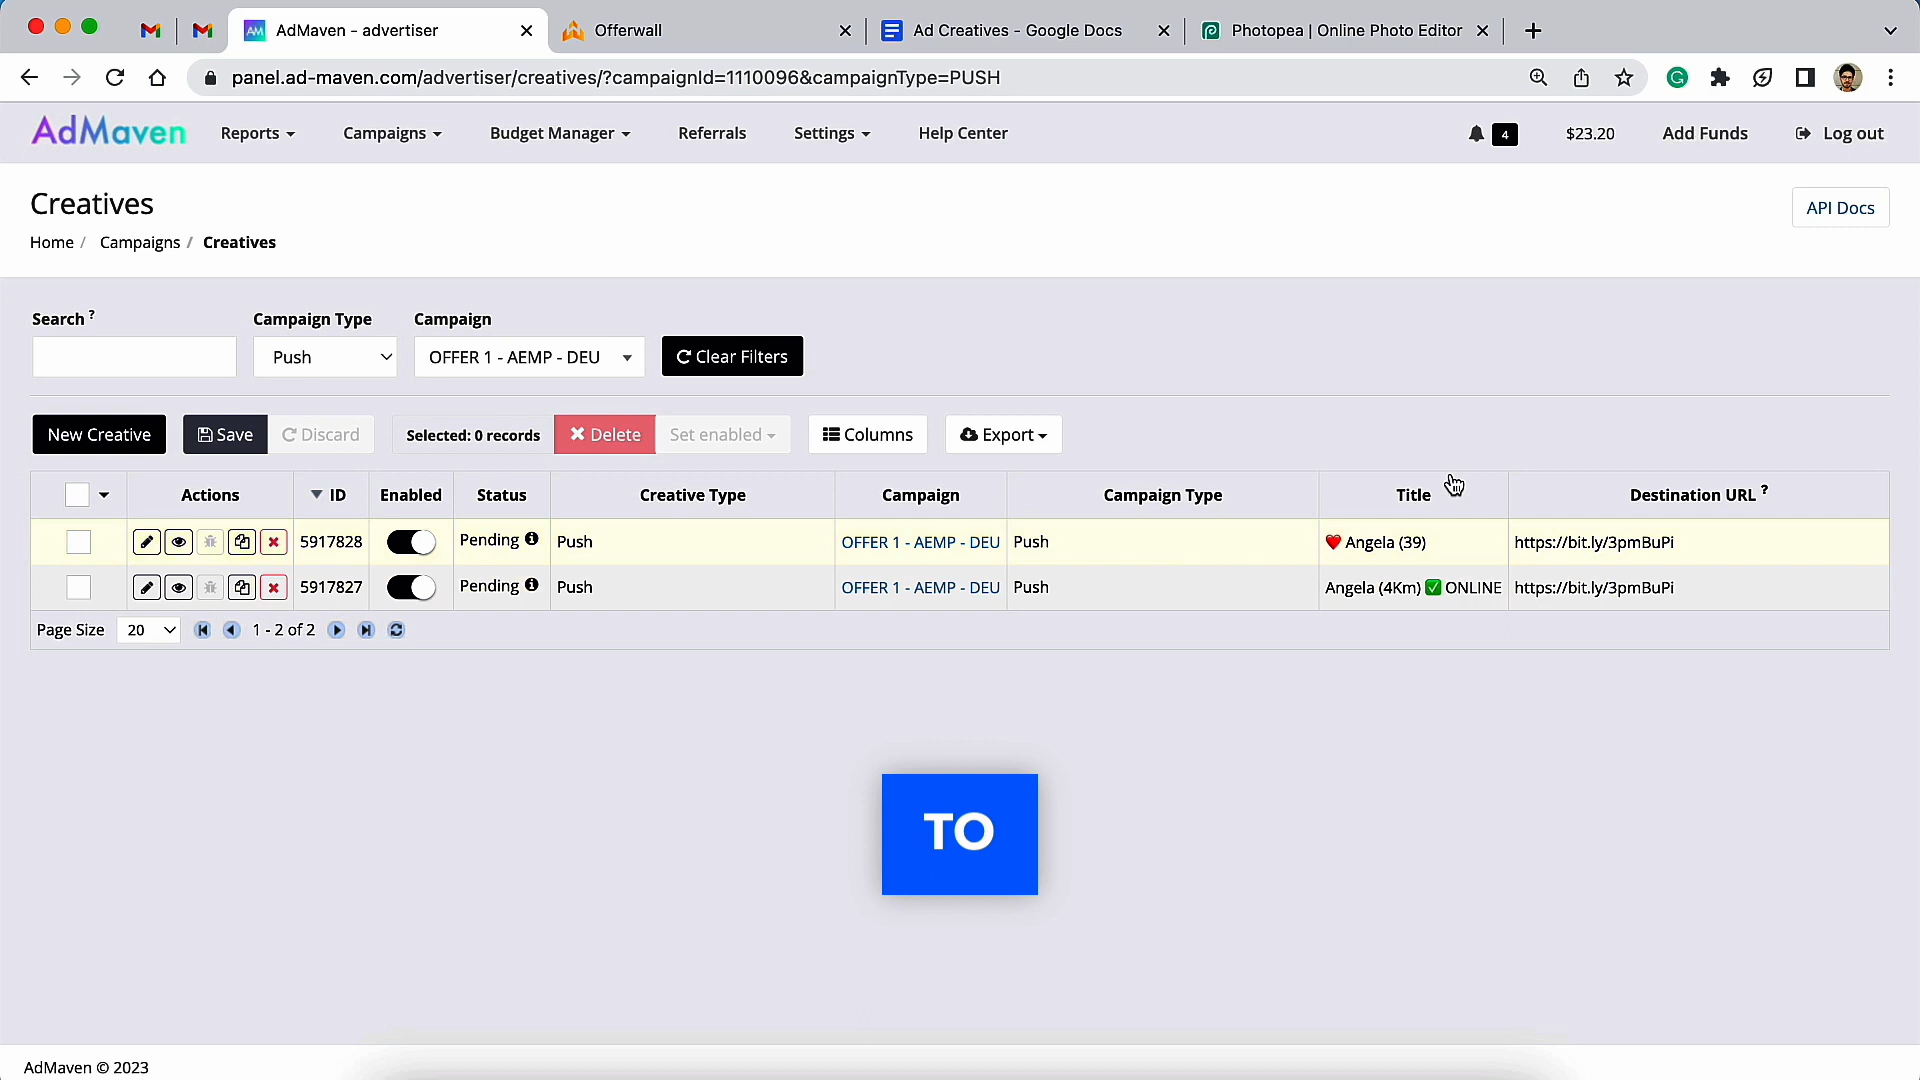 AdMaven - advertiser
Offerwall
Ad Creatives - Google Docs
Photopea | Online Photo Editor
panel.ad-maven.com/advertiser/creatives/?campaignId=1110096&campaignType=PUSH
AdMaven Reports Campaigns Budget Manager Referrals Settings Help Center 4 $23.20 Add Funds Log out
Creatives
API Docs
Home / Campaigns / Creatives
Search ? Campaign Type Campaign
Push OFFER 1 - AEMP - DEU Clear Filters
New Creative Save Discard Selected: 0 records Delete Set enabled Columns Export
Actions ID Enabled Status Creative Type Campaign Campaign Type Title Destination URL ?
5917828 Pending Push OFFER 1 - AEMP - DEU Push ❤️ Angela (39) https://bit.ly/3pmBuPi
5917827 Pending Push OFFER 1 - AEMP - DEU Push Angela (4Km) ✅ ONLINE https://bit.ly/3pmBuPi
Page Size 20 1 - 2 of 2
TO
AdMaven © 2023